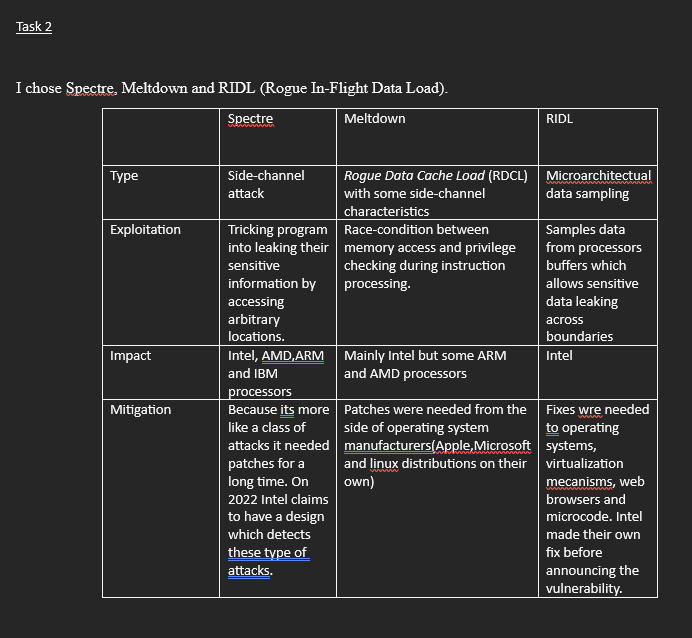 Task 2
I chose Spectre, Meltdown and RIDL (Rogue In-Flight Data Load).
Spectre
Meltdown
RIDL
Type
Side-channel
attack
Rogue Data Cache Load (RDCL)
with some side-channel
characteristics
Microarchitectual
data sampling
Exploitation
Tricking program
into leaking their
sensitive
information by
accessing
arbitrary
locations.
Race-condition between
memory access and privilege
checking during instruction
processing.
Samples data
from processors
buffers which
allows sensitive
data leaking
across
boundaries
Impact
Intel, AMD,ARM
and IBM
processors
Mainly Intel but some ARM
and AMD processors
Intel
Mitigation
Because its more
like a class of
attacks it needed
patches for a
long time. On
2022 Intel claims
to have a design
which detects
these type of
attacks.
Patches were needed from the
side of operating system
manufacturers(Apple,Microsoft
and linux distributions on their
own)
Fixes wre needed
to operating
systems,
virtualization
mecanisms, web
browsers and
microcode. Intel
made their own
fix before
announcing the
vulnerability.